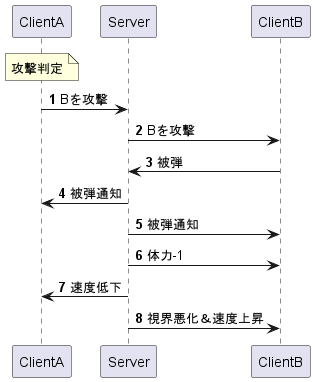 ClientA Server ClientB
攻撃判定
1 Bを攻撃
2 Bを攻撃
3 被弾
4 被弾通知
5 被弾通知
6 体力-1
7 速度低下
8 視界悪化＆速度上昇
ClientA Server ClientB